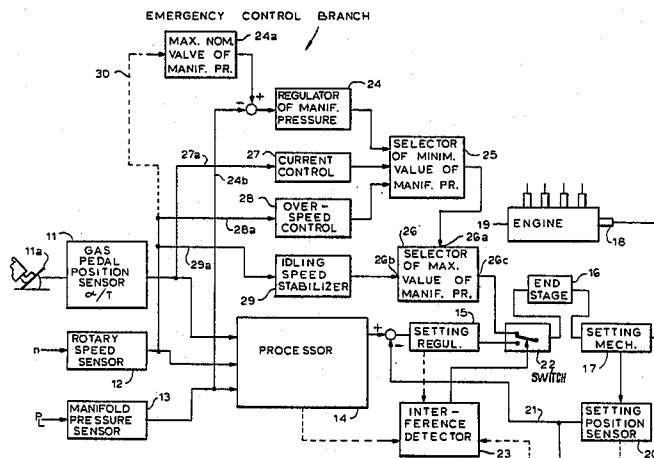 EMERGENCY CONTROL BRANCH
MAX. NOM.
VALVE OF
MANIF. PR.
24a
30
+
-
REGULATOR
OF MANIF.
PRESSURE
24
27a
24b
27
CURRENT
CONTROL
SELECTOR
OF MINIM.
VALUE OF
MANIF. PR.
25
28
OVER-
SPEED
CONTROL
28a
29a
IDLING
SPEED
STABILIZER
29
26
26a
26b
26c
SELECTOR
OF MAX.
VALUE OF
MANIF. PR.
19
ENGINE
18
11
11a
GAS
PEDAL
POSITION
SENSOR
α/T
16
END
STAGE
n
ROTARY
SPEED
SENSOR
12
PROCESSOR
14
+
-
15
SETTING
REGUL.
22
SWITCH
SETTING
MECH.
17
P
L
MANIFOLD
PRESSURE
SENSOR
13
INTER-
FERENCE
DETECTOR
23
21
SETTING
POSITION
SENSOR
20